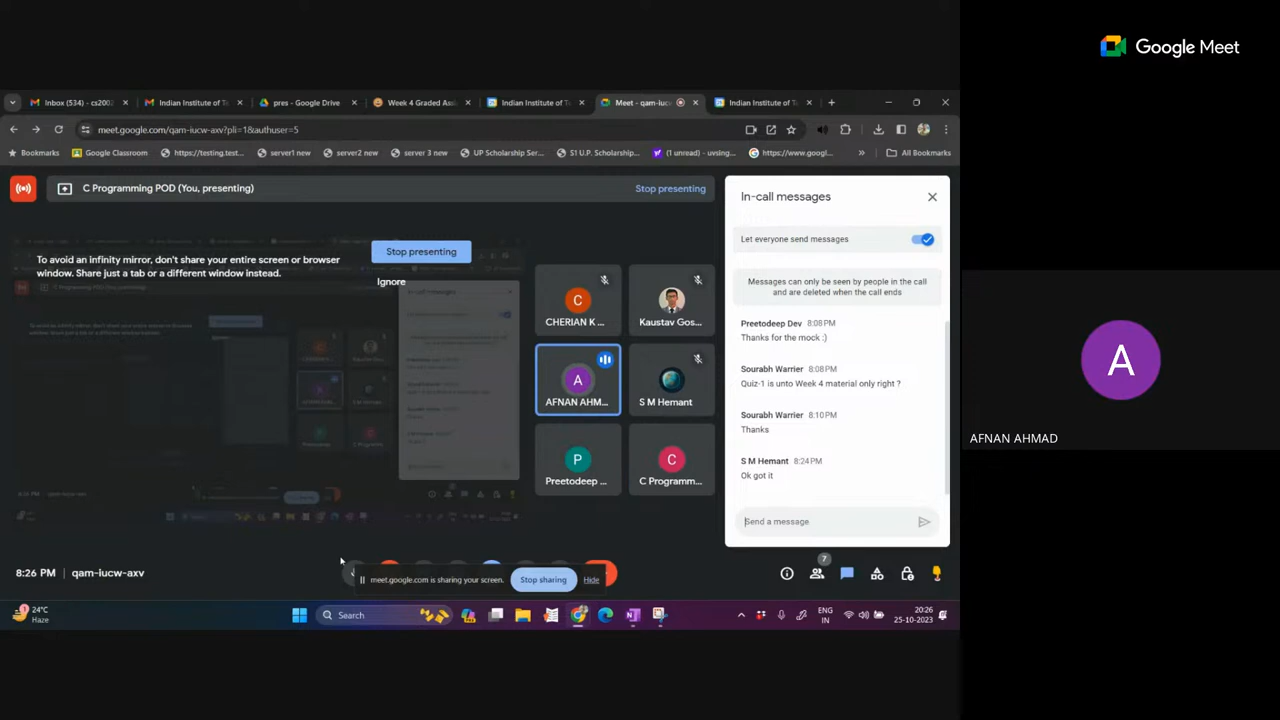 Google Meet
Inbox (534) - cs200
Indian Institute of Te
pres - Google Drive
Week 4 Graded Ass
Indian Institute of T
Meet - qam-iuc
Indian Institute of Te
meet.google.com/qam-iucw-axv?pli=1&authuser=5
Bookmarks
Google Classroom
https://testing.test...
server1 new
server2 new
server 3 new
UP Scholarship Ser...
S1 U.P. Scholarship...
(1 unread) - uvsing...
https://www.googl...
»
All Bookmarks
C Programming POD (You, presenting)
Stop presenting
In-call messages
To avoid an infinity mirror, don't share your entire screen or browser
window. Share just a tab or a different window instead.
Stop presenting
Ignore
Let everyone send messages
Messages can only be seen by people in the call
and are deleted when the call ends
C
CHERIAN K ...
Kaustav Gos...
A
AFNAN AHM...
S M Hemant
P
Preetodeep ...
C
C Programm...
Preetodeep Dev 8:08 PM
Thanks for the mock :)
Sourabh Warrier 8:08 PM
Quiz-1 is unto Week 4 material only right ?
Sourabh Warrier 8:10 PM
Thanks
S M Hemant 8:24 PM
Ok got it
Send a message
8:26 PM | qam-iucw-axv
meet.google.com is sharing your screen.
Stop sharing
Hide
7
1
24°C
Haze
Search
ENG
IN
20:26
25-10-2023
A
AFNAN AHMAD